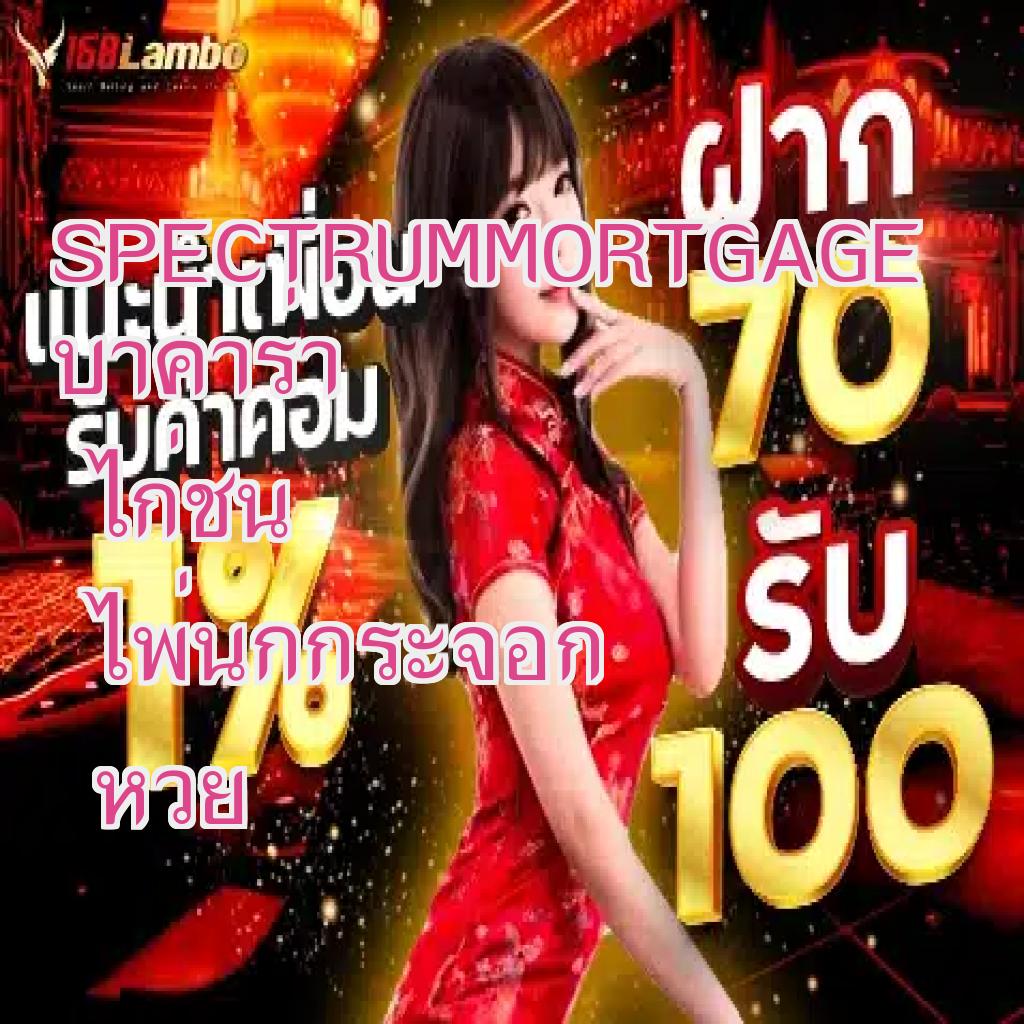 168Lambo
ฝาก
SPECTRUMMORTGAGE
70
แนะนำเพื่อน
บาคารา
รับค่าคอม
ไก่ชน
1%
รับ
ไพ่นกกระจอก
100
หวย